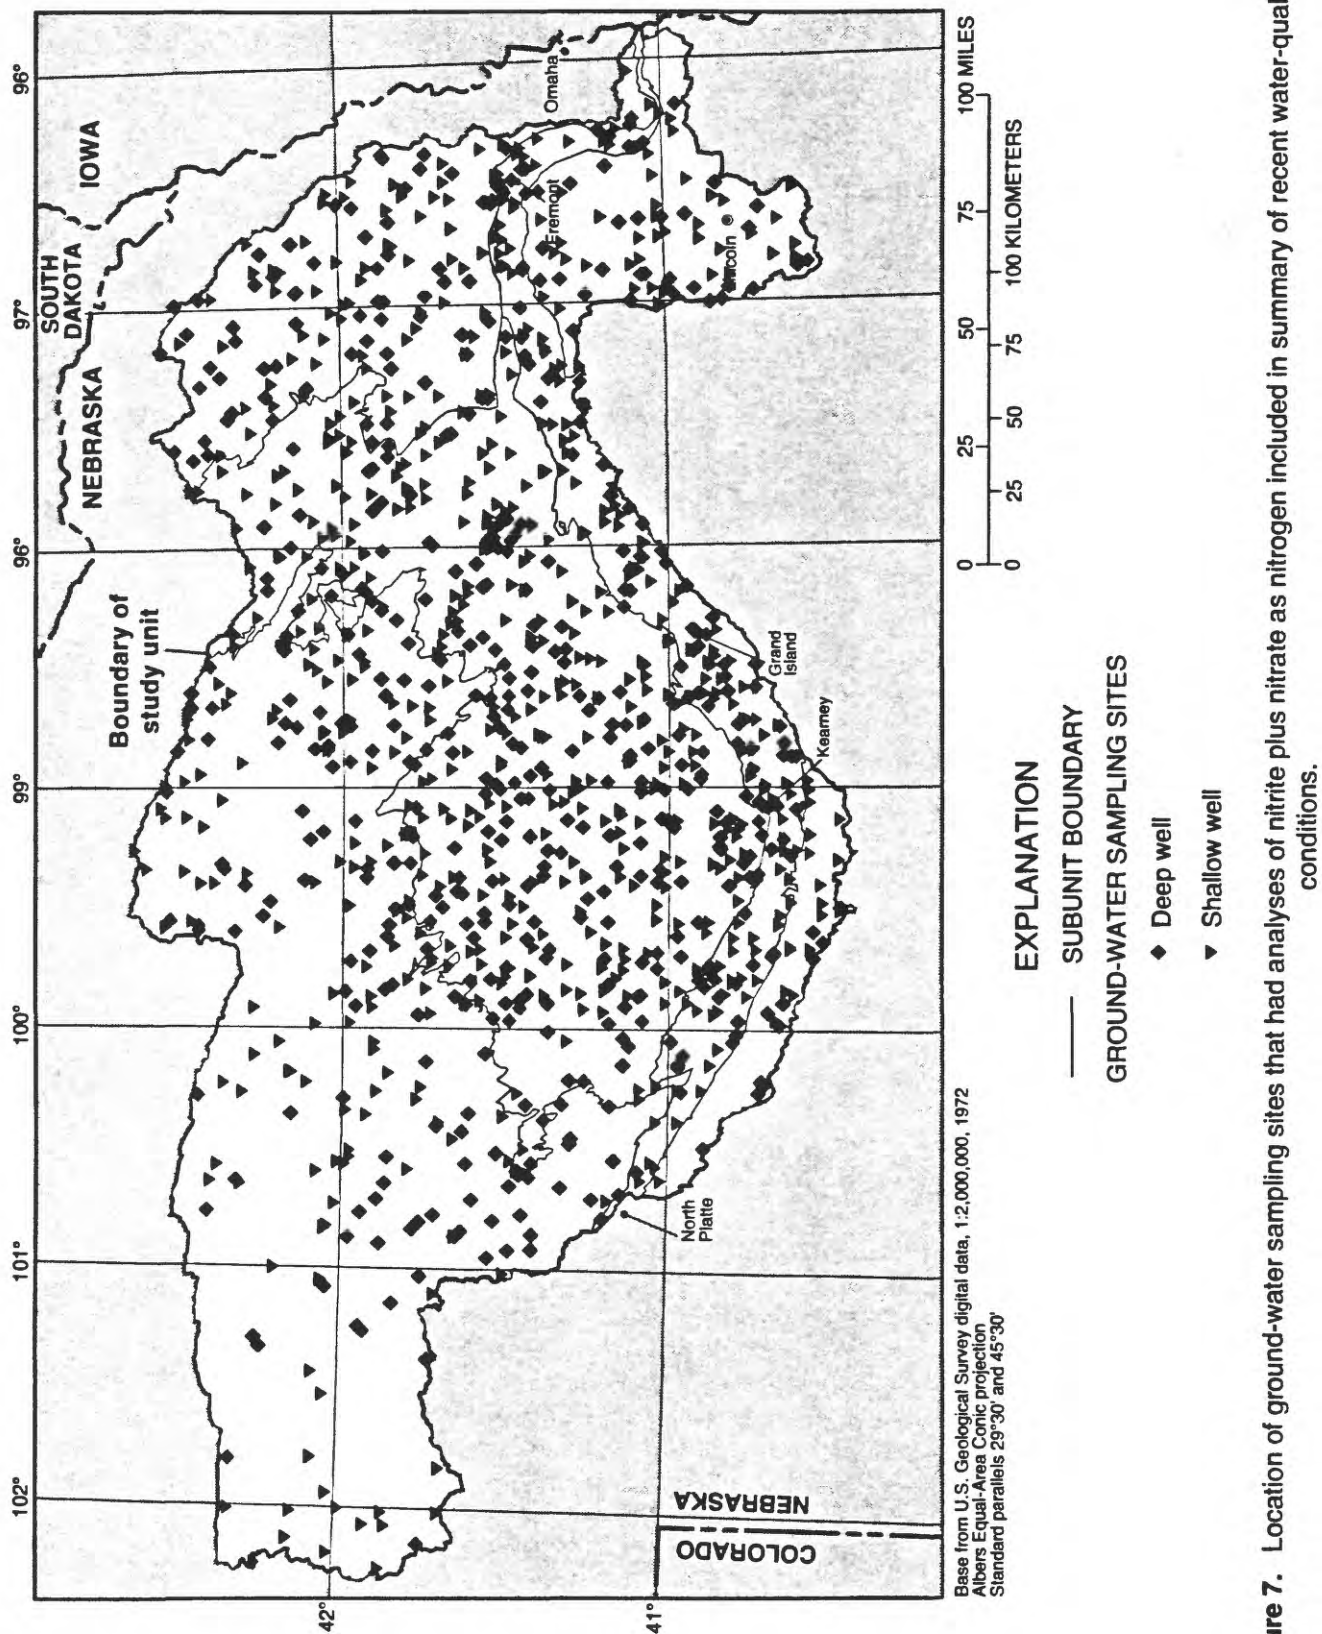 102°
101°
100°
99°
96°
97°
96°
42°
41°
SOUTH
DAKOTA
IOWA
NEBRASKA
Boundary of
study unit
Omaha
Fremont
Lincoln
Grand
Island
Kearney
North
Platte
NEBRASKA
COLORADO
Base from U.S. Geological Survey digital data, 1:2,000,000, 1972
Albers Equal-Area Conic projection
Standard parallels 29°30' and 45°30'
0 25 50 75 100 MILES
0 25 50 75 100 KILOMETERS
EXPLANATION
SUBUNIT BOUNDARY
GROUND-WATER SAMPLING SITES
Deep well
Shallow well
ure 7. Location of ground-water sampling sites that had analyses of nitrite plus nitrate as nitrogen included in summary of recent water-qual
conditions.